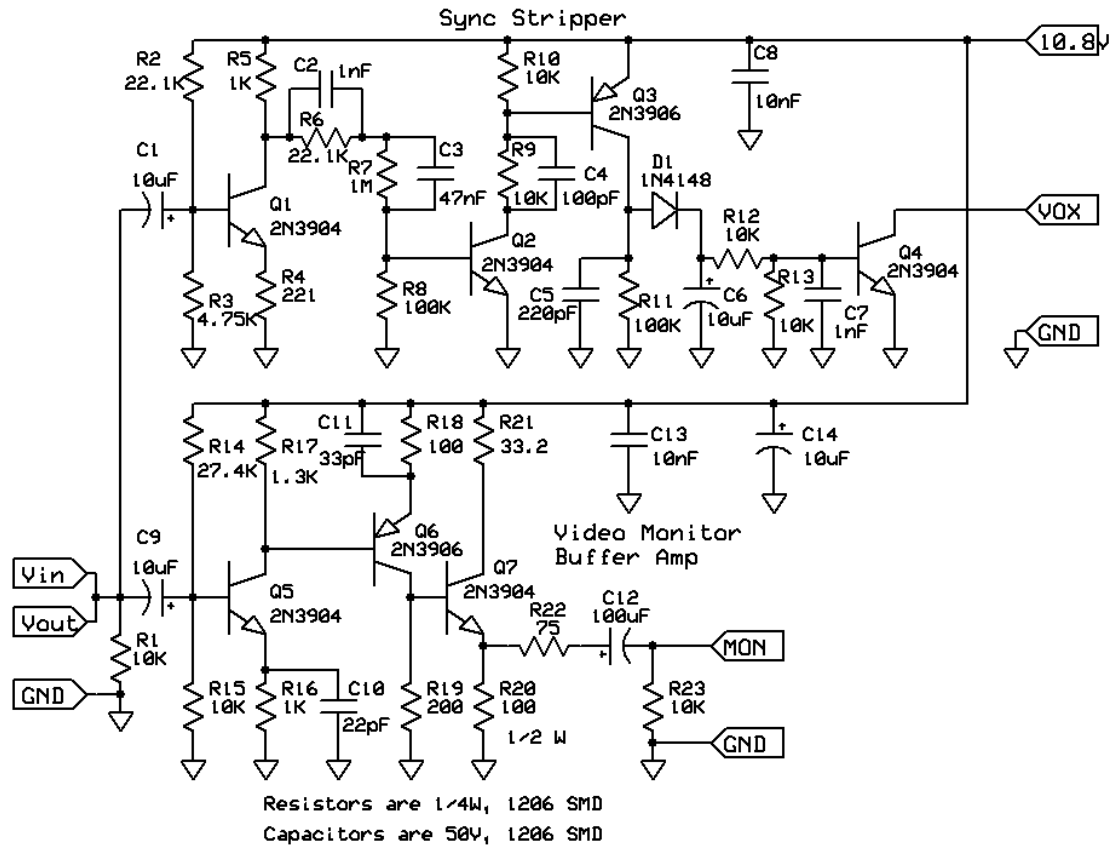 Sync Stripper
10.8V
R2
22.1K
R5
1K
C2
1nF
R6
22.1K
R7
1M
C3
47nF
R10
10K
Q3
2N3906
C8
10nF
C1
10uF
+
Q1
2N3904
R9
10K
C4
100pF
D1
1N4148
R12
10K
VOX
R3
4.75K
R4
221
R8
100K
Q2
2N3904
C5
220pF
R11
100K
+
C6
10uF
R13
10K
C7
1nF
Q4
2N3904
GND
R14
27.4K
R17
1.3K
C11
33pF
R18
100
R21
33.2
C13
10nF
+
C14
10uF
Video Monitor
Buffer Amp
Vin
Vout
GND
C9
10uF
+
R1
10K
Q5
2N3904
Q6
2N3906
Q7
2N3904
R22
75
C12
100uF
+
MON
R15
10K
R16
1K
C10
22pF
R19
200
R20
100
1/2 W
R23
10K
GND
Resistors are 1/4W, 1206 SMD
Capacitors are 50V, 1206 SMD